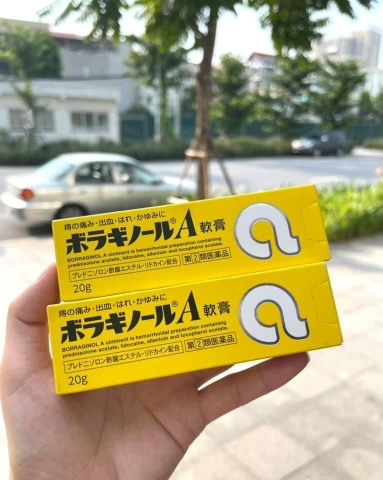 痔の痛み・出血・はれ・かゆみに
ボラギノール®A軟膏
BORRAGINOL A ointment is hemorrhoidal preparation containing
prednisolone acetate, lidocaine, allantoin and tocopherol acetate.
プレドニゾロン酢酸エステル・リドカイン配合 第②類医薬品
20g
痔の痛み・出血・はれ・かゆみに
ボラギノール®A軟膏
BORRAGINOL A ointment is hemorrhoidal preparation containing
prednisolone acetate, lidocaine, allantoin and tocopherol acetate.
プレドニゾロン酢酸エステル・リドカイン配合 第②類医薬品
20g